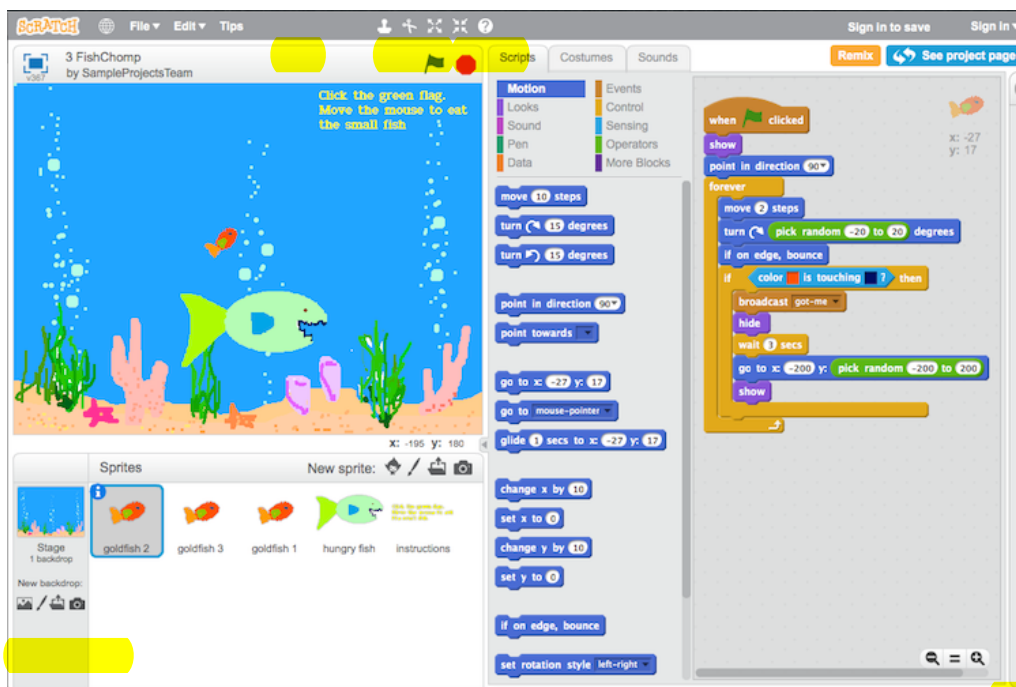 SCRATCH File Edit Tips Sign in to save Sign in
3 FishChomp
by SampleProjectsTeam
v367
Click the green flag.
Move the mouse to eat
the small fish
X: -195 y: 180
Sprites New sprite:
Stage
1 backdrop
New backdrop:
goldfish 2 goldfish 3 goldfish 1 hungry fish instructions
Scripts Costumes Sounds
Remix See project page
Motion Events
Looks Control
Sound Sensing
Pen Operators
Data More Blocks
move 10 steps
turn 15 degrees
turn 15 degrees
point in direction 90
point towards
go to x: -27 y: 17
go to mouse-pointer
glide 1 secs to x: -27 y: 17
change x by 10
set x to 0
change y by 10
set y to 0
if on edge, bounce
set rotation style left-right
when clicked
show
point in direction 90
forever
move 2 steps
turn pick random -20 to 20 degrees
if on edge, bounce
if color is touching ? then
broadcast got-me
hide
wait secs
go to x: -200 y: pick random -200 to 200
show
x: -27
y: 17